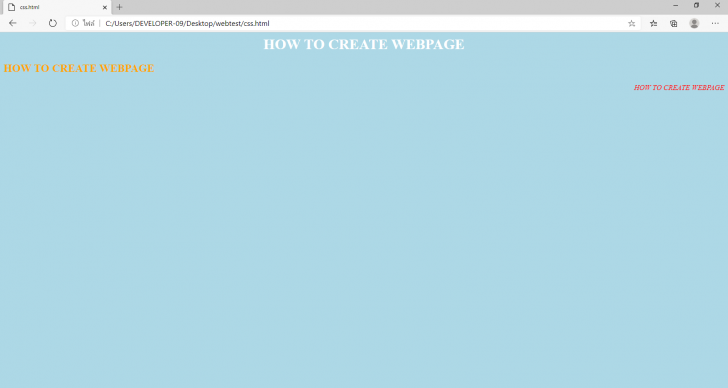 css.html
ไฟล์ | C:/Users/DEVELOPER-09/Desktop/webtest/css.html
HOW TO CREATE WEBPAGE
HOW TO CREATE WEBPAGE
HOW TO CREATE WEBPAGE